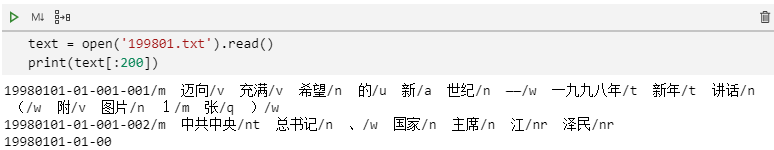 M↓
text = open('199801.txt').read()
print(text[:200])
19980101-01-001-001/m  迈向/v  充满/v  希望/n  的/u  新/a  世纪/n  ——/w  一九九八年/t  新年/t  讲话/n
（/w  附/v  图片/n  １/m  张/q  ）/w
19980101-01-001-002/m  中共中央/nt  总书记/n  、/w  国家/n  主席/n  江/nr  泽民/nr
19980101-01-00